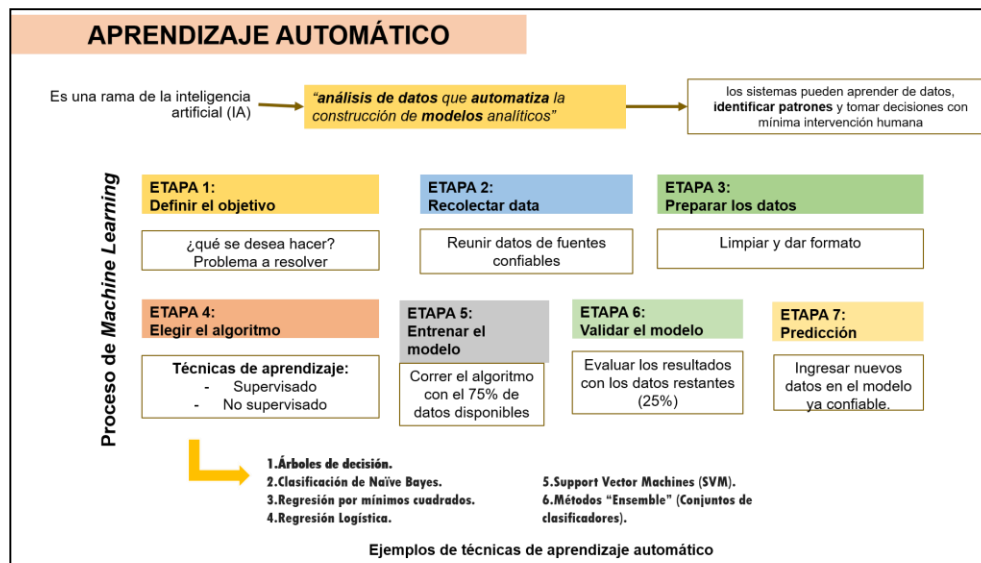 APRENDIZAJE AUTOMÁTICO
Es una rama de la inteligencia
artificial (IA)
“análisis de datos que automatiza la
construcción de modelos analíticos”
los sistemas pueden aprender de datos,
identificar patrones y tomar decisiones con
mínima intervención humana
Proceso de Machine Learning
ETAPA 1:
Definir el objetivo
¿qué se desea hacer?
Problema a resolver
ETAPA 2:
Recolectar data
Reunir datos de fuentes
confiables
ETAPA 3:
Preparar los datos
Limpiar y dar formato
ETAPA 4:
Elegir el algoritmo
Técnicas de aprendizaje:
- Supervisado
- No supervisado
ETAPA 5:
Entrenar el
modelo
Correr el algoritmo
con el 75% de
datos disponibles
ETAPA 6:
Validar el modelo
Evaluar los resultados
con los datos restantes
(25%)
ETAPA 7:
Predicción
Ingresar nuevos
datos en el modelo
ya confiable.
1.Árboles de decisión.
2.Clasificación de Naïve Bayes.
3.Regresión por mínimos cuadrados.
4.Regresión Logística.
5.Support Vector Machines (SVM).
6.Métodos “Ensemble” (Conjuntos de
clasificadores).
Ejemplos de técnicas de aprendizaje automático